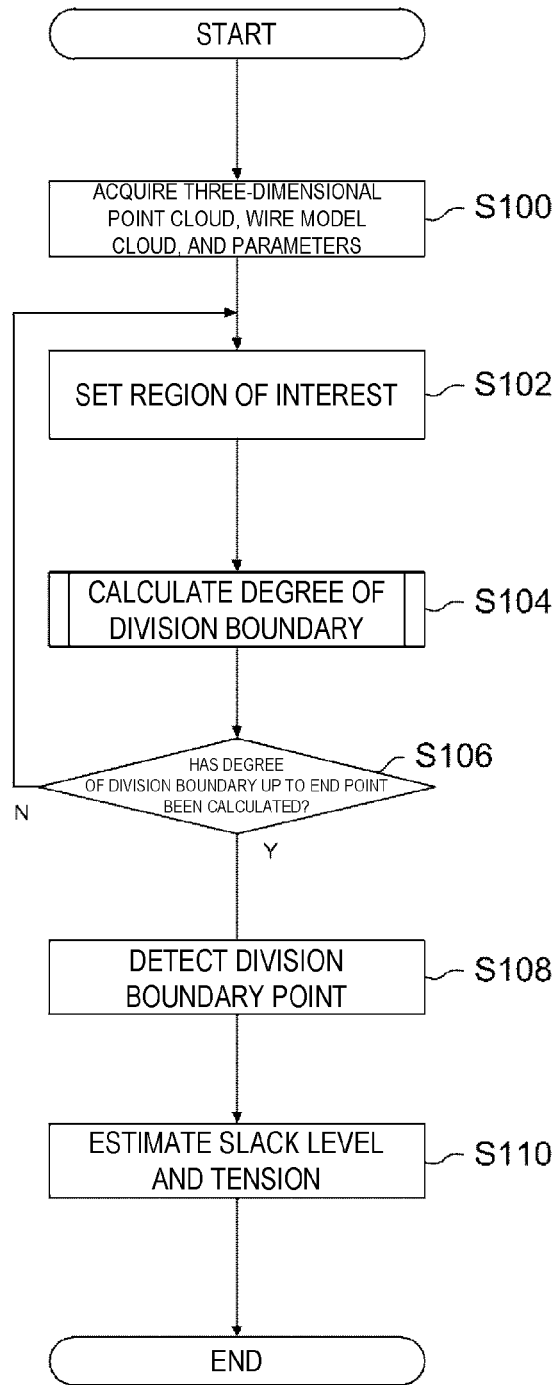 START
ACQUIRE THREE-DIMENSIONAL
POINT CLOUD, WIRE MODEL
CLOUD, AND PARAMETERS
S100
SET REGION OF INTEREST
S102
CALCULATE DEGREE OF
DIVISION BOUNDARY
S104
HAS DEGREE
OF DIVISION BOUNDARY UP TO END POINT
BEEN CALCULATED?
S106
N
Y
DETECT DIVISION
BOUNDARY POINT
S108
ESTIMATE SLACK LEVEL
AND TENSION
S110
END